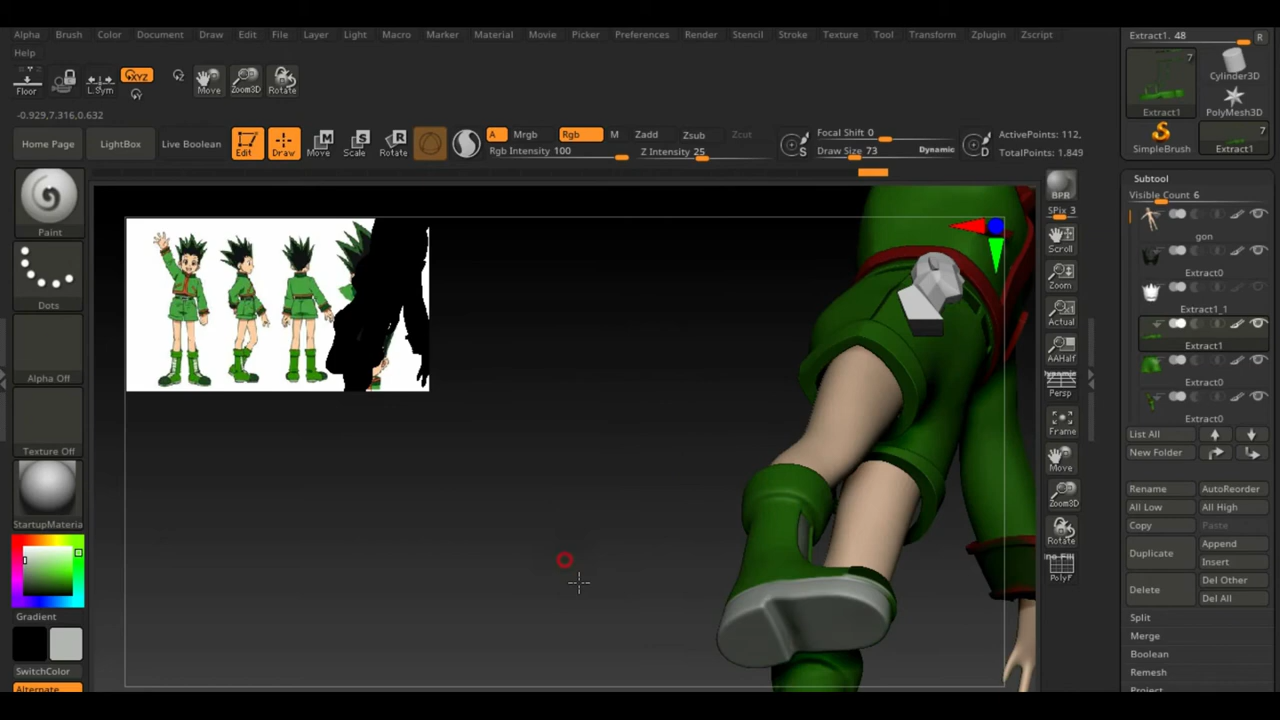 Extract1. 48
R
Alpha Brush Color Document Draw Edit File Layer Light Macro Marker Material Movie Picker Preferences Render Stencil Stroke Texture Tool Transform Zplugin Zscript
Help
7
Cylinder3D
XYZ
Floor
L.Sym
Y
Move
Zoom3D
Rotate
Extract1
PolyMesh3D
-0.929,7.316,0.632
SimpleBrush
Extract1
Home Page
LightBox
Live Boolean
Edit
Draw
Move
Scale
Rotate
A
Mrgb
Rgb
M
Zadd
Zsub
Zcut
Rgb Intensity 100
Z Intensity 25
S
Focal Shift 0
Draw Size 73
Dynamic
D
ActivePoints: 112,
TotalPoints: 1.849
Paint
Dots
Alpha Off
Texture Off
StartupMateria
Gradient
SwitchColor
Alternate
BPR
SPix 3
Scroll
Zoom
Actual
AAHalf
Dynamic
Persp
Frame
Move
Zoom3D
Rotate
Line Fill
PolyF
Subtool
Visible Count 6
gon
Extract0
Extract1_1
Extract1
Extract0
Extract0
List All
New Folder
Rename
AutoReorder
All Low
All High
Copy
Paste
Duplicate
Append
Insert
Delete
Del Other
Del All
Split
Merge
Boolean
Remesh
Project